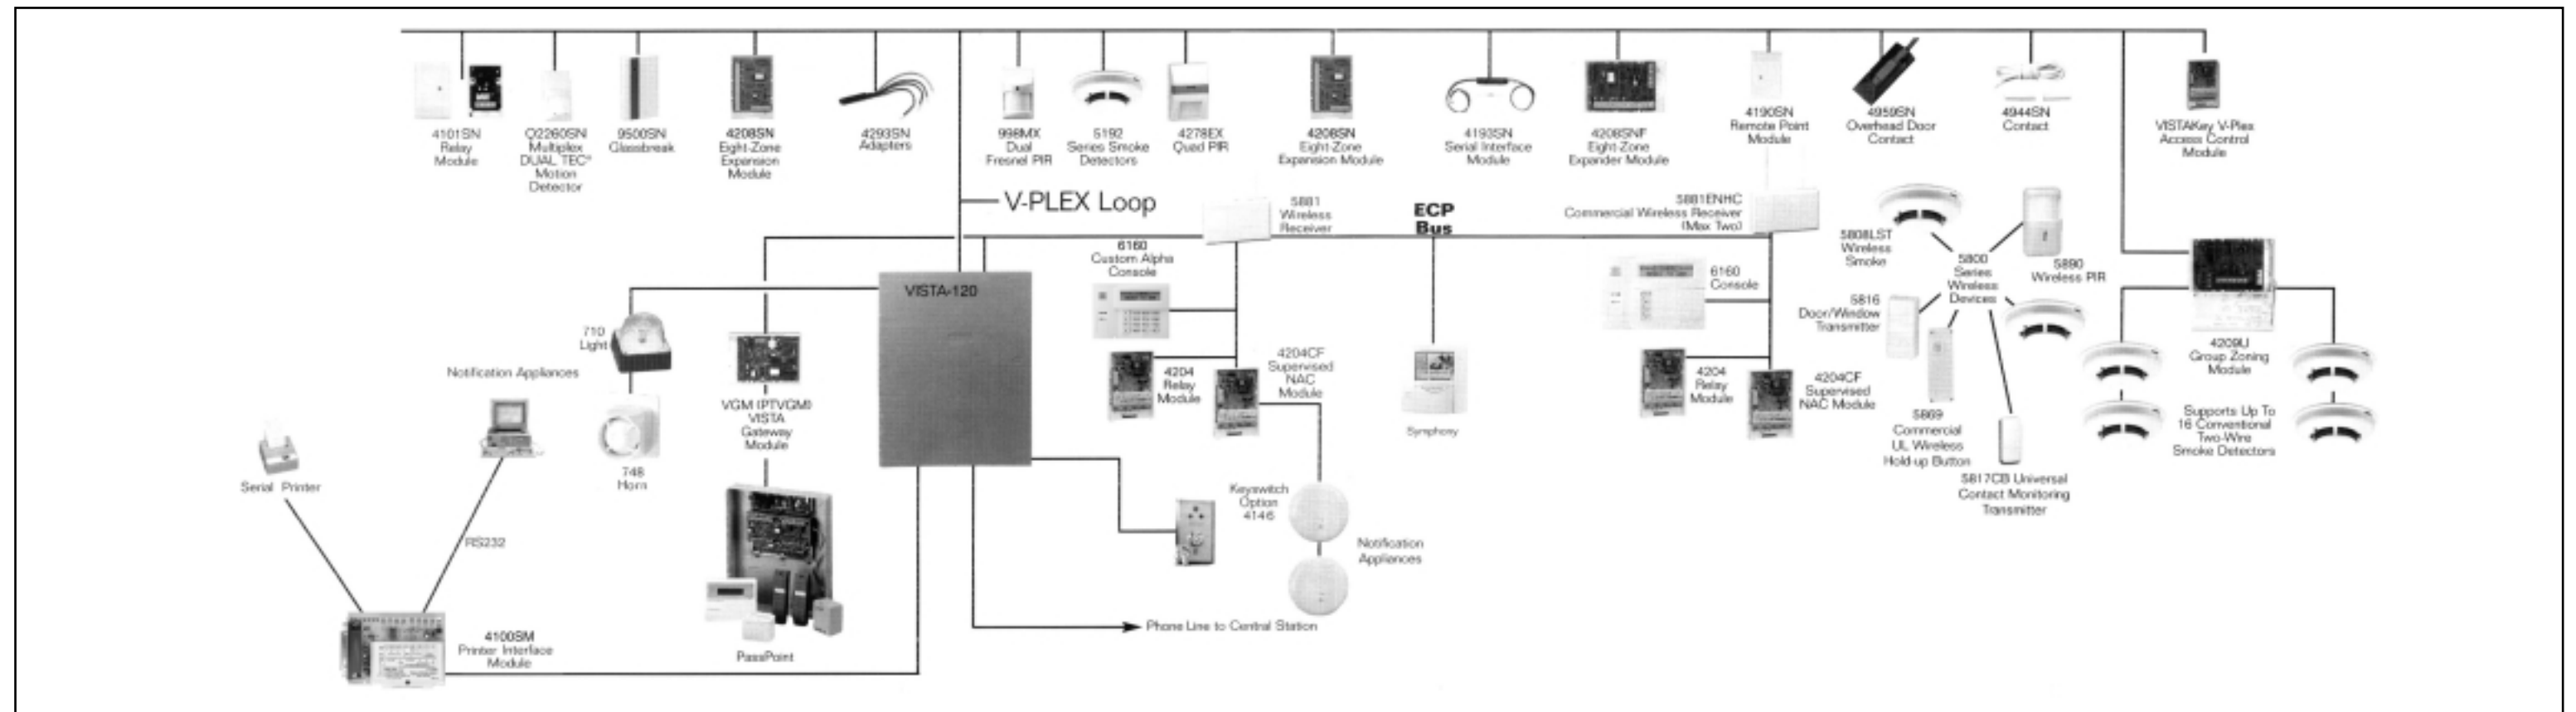 4101SN
Relay
Module
Q2260SN
Multiplex
DUAL TEC®
Motion
Detector
9500SN
Glassbreak
4208SN
Eight-Zone
Expansion
Module
4293SN
Adapters
998MX
Dual
Fresnel PIR
5192
Series Smoke
Detectors
4278EX
Quad PIR
4208SN
Eight-Zone
Expansion Module
4193SN
Serial Interface
Module
4208SNF
Eight-Zone
Expander Module
4190SN
Remote Point
Module
4959SN
Overhead Door
Contact
4944SN
Contact
VISTAKey V-Plex
Access Control
Module
V-PLEX Loop
5881
Wireless
Receiver
ECP
Bus
5881ENHC
Commercial Wireless Receiver
(Max Two)
5808LST
Wireless
Smoke
5800
Series
Wireless
Devices
5890
Wireless PIR
6160
Custom Alpha
Console
6160
Console
5816
Door/Window
Transmitter
VISTA-120
710
Light
Notification Appliances
VGM (PTVGM)
VISTA
Gateway
Module
4204
Relay
Module
4204CF
Supervised
NAC
Module
Symphony
4204
Relay
Module
4204CF
Supervised
NAC Module
5869
Commercial
UL Wireless
Hold-up Button
4209U
Group Zoning
Module
Supports Up To
16 Conventional
Two-Wire
Smoke Detectors
5817CB Universal
Contact Monitoring
Transmitter
748
Horn
Serial Printer
RS232
Keyswitch
Option
4146
Notification
Appliances
Phone Line to Central Station
4100SM
Printer Interface
Module
PassPoint